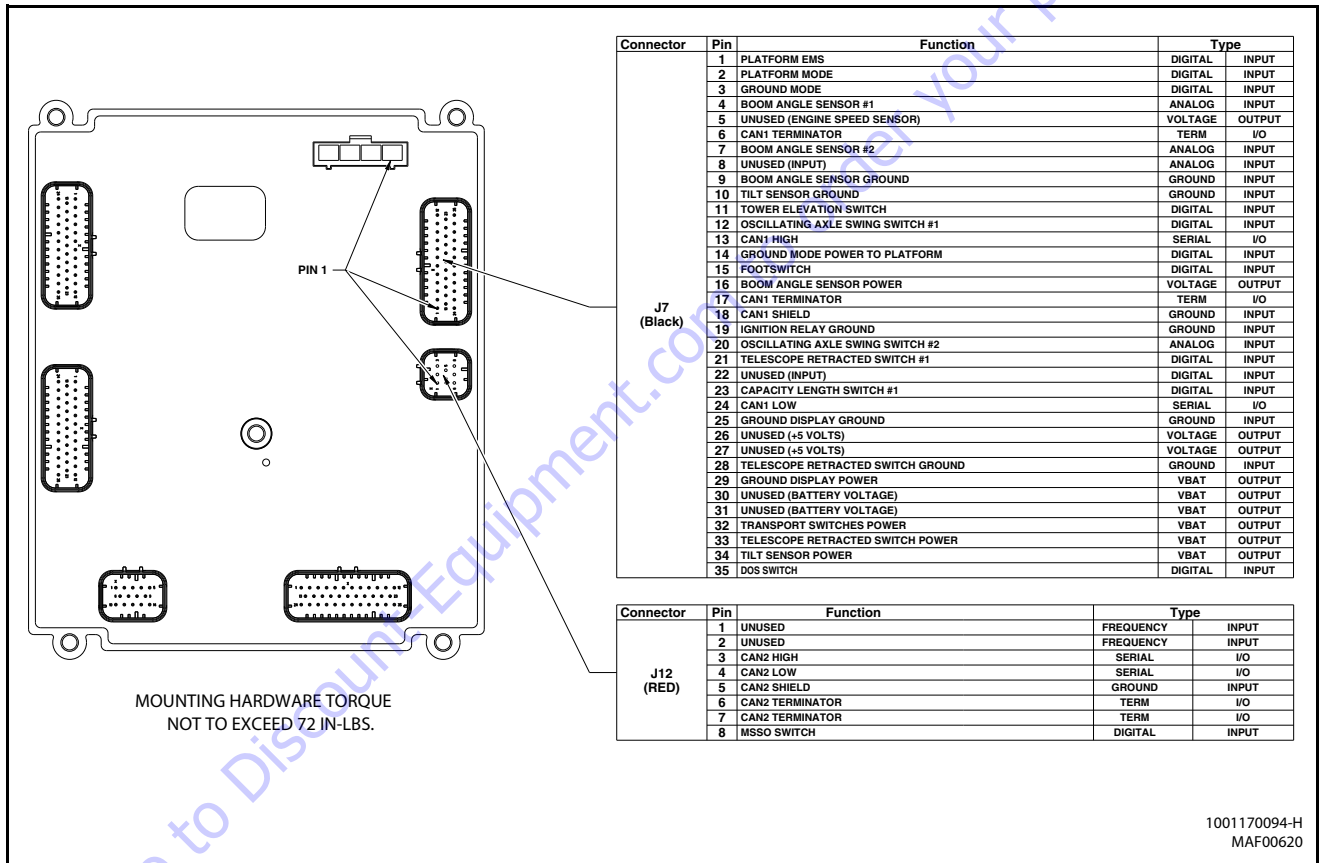 Connector Pin Function Type
J7
(Black)
1 PLATFORM EMS DIGITAL INPUT
2 PLATFORM MODE DIGITAL INPUT
3 GROUND MODE DIGITAL INPUT
4 BOOM ANGLE SENSOR #1 ANALOG INPUT
5 UNUSED (ENGINE SPEED SENSOR) VOLTAGE OUTPUT
6 CAN1 TERMINATOR TERM I/O
7 BOOM ANGLE SENSOR #2 ANALOG INPUT
8 UNUSED (INPUT) ANALOG INPUT
9 BOOM ANGLE SENSOR GROUND GROUND INPUT
10 TILT SENSOR GROUND GROUND INPUT
11 TOWER ELEVATION SWITCH DIGITAL INPUT
12 OSCILLATING AXLE SWING SWITCH #1 DIGITAL INPUT
13 CAN1 HIGH SERIAL I/O
14 GROUND MODE POWER TO PLATFORM DIGITAL INPUT
15 FOOTSWITCH DIGITAL INPUT
16 BOOM ANGLE SENSOR POWER VOLTAGE OUTPUT
17 CAN1 TERMINATOR TERM I/O
18 CAN1 SHIELD GROUND INPUT
19 IGNITION RELAY GROUND GROUND INPUT
20 OSCILLATING AXLE SWING SWITCH #2 ANALOG INPUT
21 TELESCOPE RETRACTED SWITCH #1 DIGITAL INPUT
22 UNUSED (INPUT) DIGITAL INPUT
23 CAPACITY LENGTH SWITCH #1 DIGITAL INPUT
24 CAN1 LOW SERIAL I/O
25 GROUND DISPLAY GROUND GROUND INPUT
26 UNUSED (+5 VOLTS) VOLTAGE OUTPUT
27 UNUSED (+5 VOLTS) VOLTAGE OUTPUT
28 TELESCOPE RETRACTED SWITCH GROUND GROUND INPUT
29 GROUND DISPLAY POWER VBAT OUTPUT
30 UNUSED (BATTERY VOLTAGE) VBAT OUTPUT
31 UNUSED (BATTERY VOLTAGE) VBAT OUTPUT
32 TRANSPORT SWITCHES POWER VBAT OUTPUT
33 TELESCOPE RETRACTED SWITCH POWER VBAT OUTPUT
34 TILT SENSOR POWER VBAT OUTPUT
35 DOS SWITCH DIGITAL INPUT
PIN 1
Connector Pin Function Type
J12
(RED)
1 UNUSED FREQUENCY INPUT
2 UNUSED FREQUENCY INPUT
3 CAN2 HIGH SERIAL I/O
4 CAN2 LOW SERIAL I/O
5 CAN2 SHIELD GROUND INPUT
6 CAN2 TERMINATOR TERM I/O
7 CAN2 TERMINATOR TERM I/O
8 MSSO SWITCH DIGITAL INPUT
MOUNTING HARDWARE TORQUE
NOT TO EXCEED 72 IN-LBS.
1001170094-H
MAF00620
to Discount-Equipment.com to order your